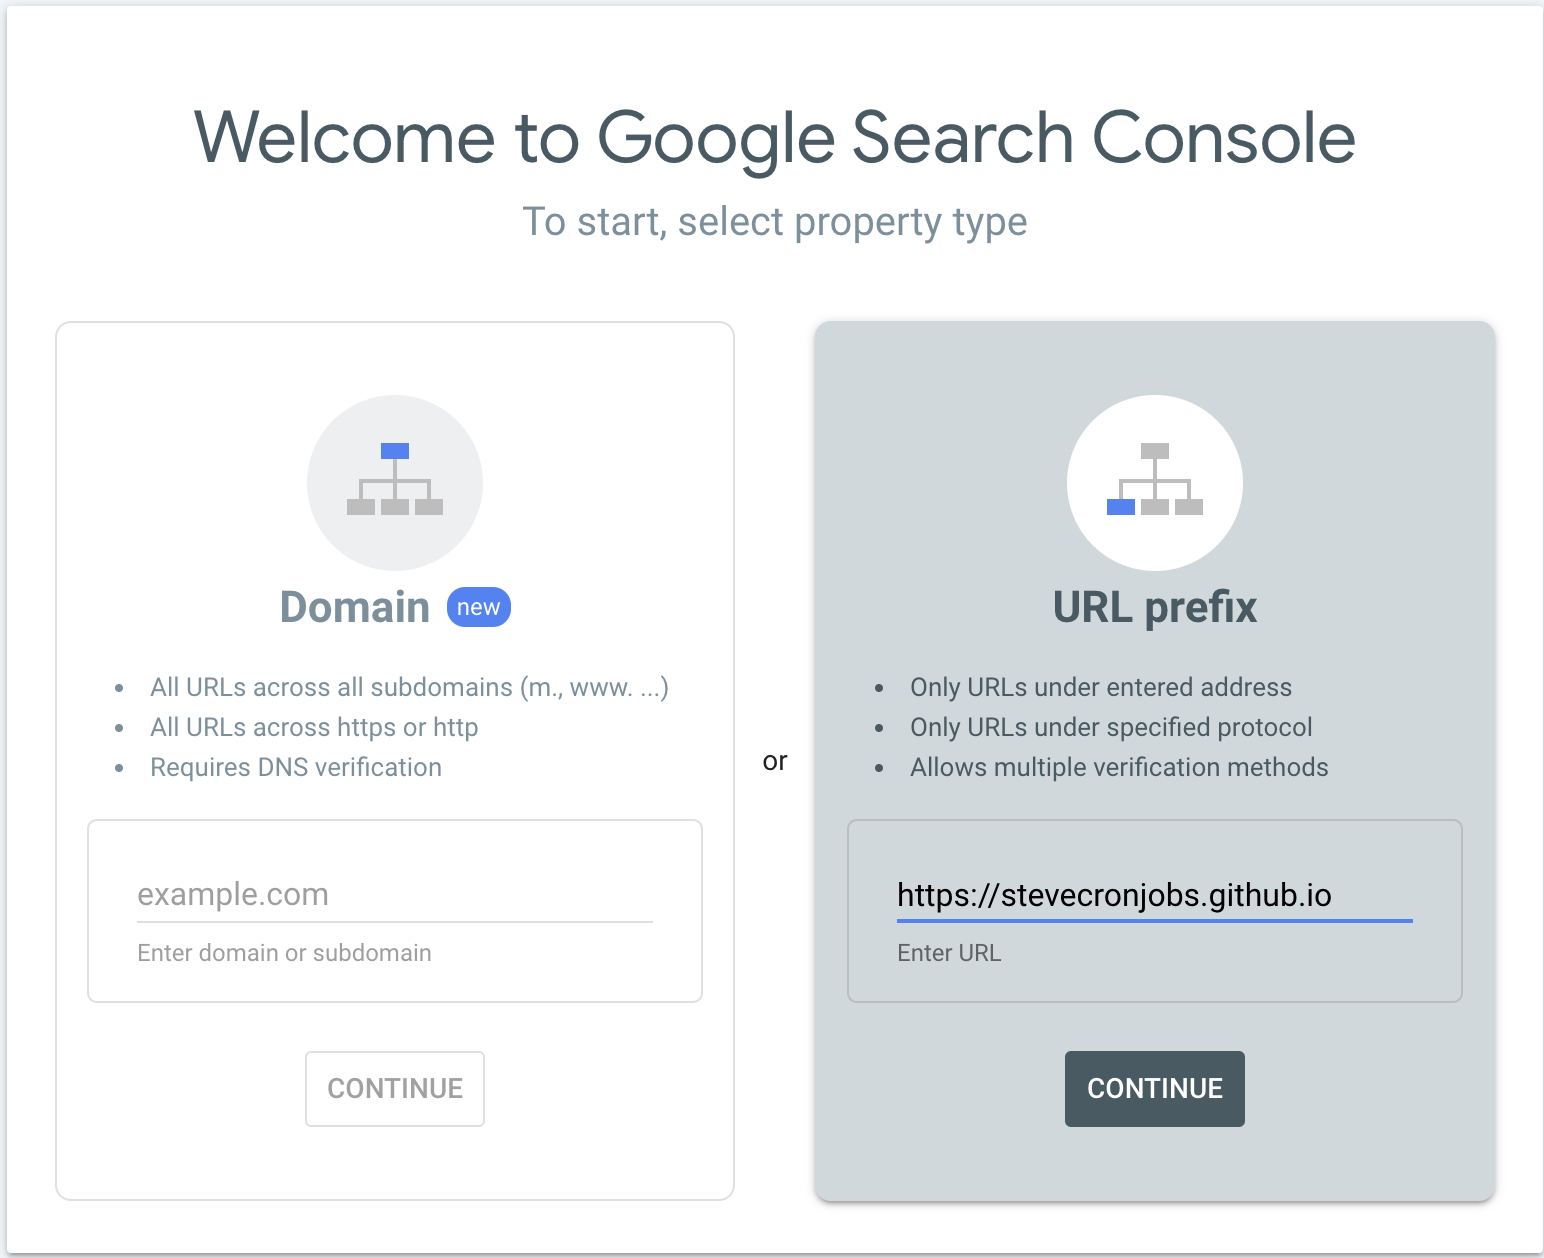 Welcome to Google Search Console
To start, select property type
Domain new
• All URLs across all subdomains (m., www. ...)
• All URLs across https or http
• Requires DNS verification
example.com
Enter domain or subdomain
CONTINUE
or
URL prefix
• Only URLs under entered address
• Only URLs under specified protocol
• Allows multiple verification methods
https://stevecronjobs.github.io
Enter URL
CONTINUE